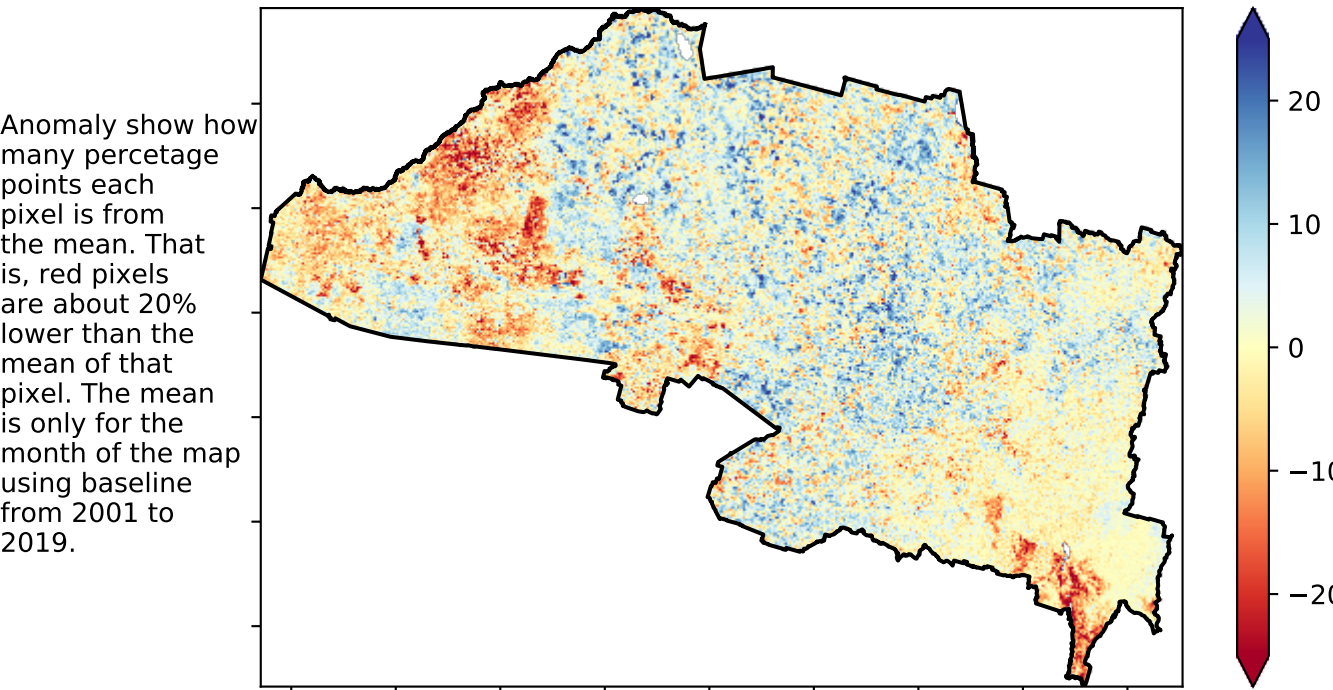 Anomaly show how
many percetage
points each
pixel is from
the mean. That
is, red pixels
are about 20%
lower than the
mean of that
pixel. The mean
is only for the
month of the map
using baseline
from 2001 to
2019.
20
10
0
−10
−20